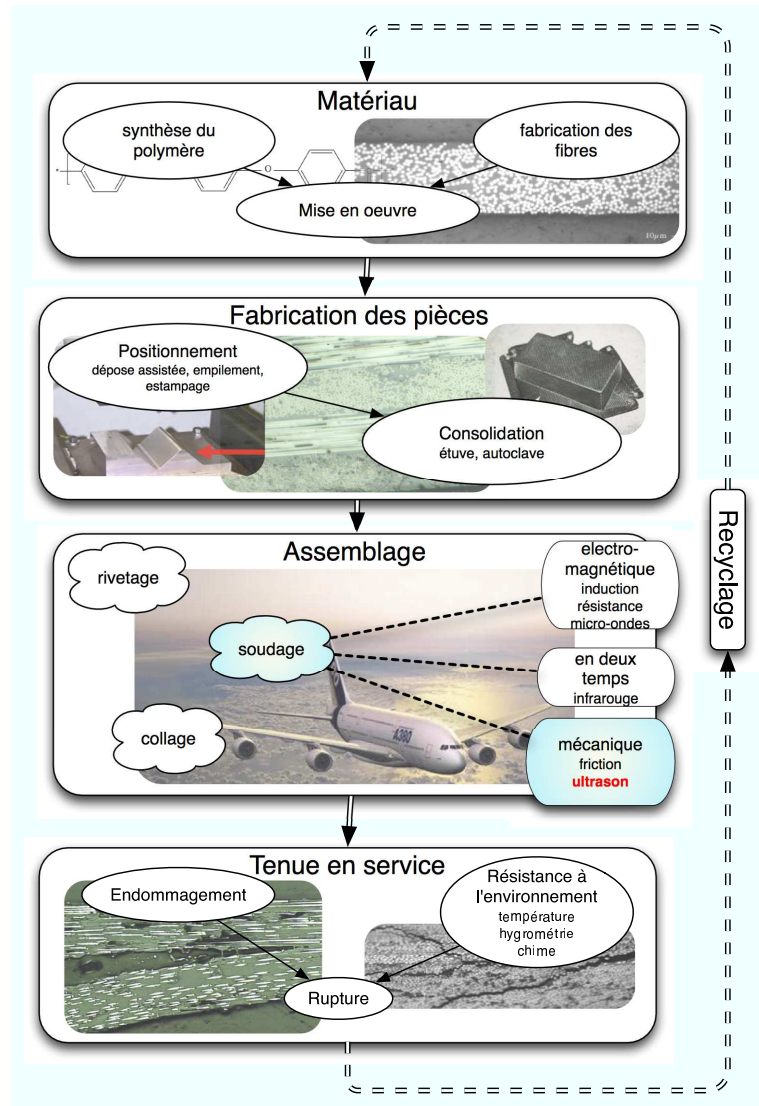 Matériau
synthèse du
polymère
fabrication des
fibres
O
Mise en oeuvre
10µm
Fabrication des pièces
Positionnement
dépose assistée, empilement,
estampage
Consolidation
étuve, autoclave
Assemblage
rivetage
soudage
collage
A380
electro-
magnétique
induction
résistance
micro-ondes
en deux
temps
infrarouge
mécanique
friction
ultrason
Tenue en service
Endommagement
Résistance à
l'environnement
température
hygrométrie
chime
Rupture
Recyclage